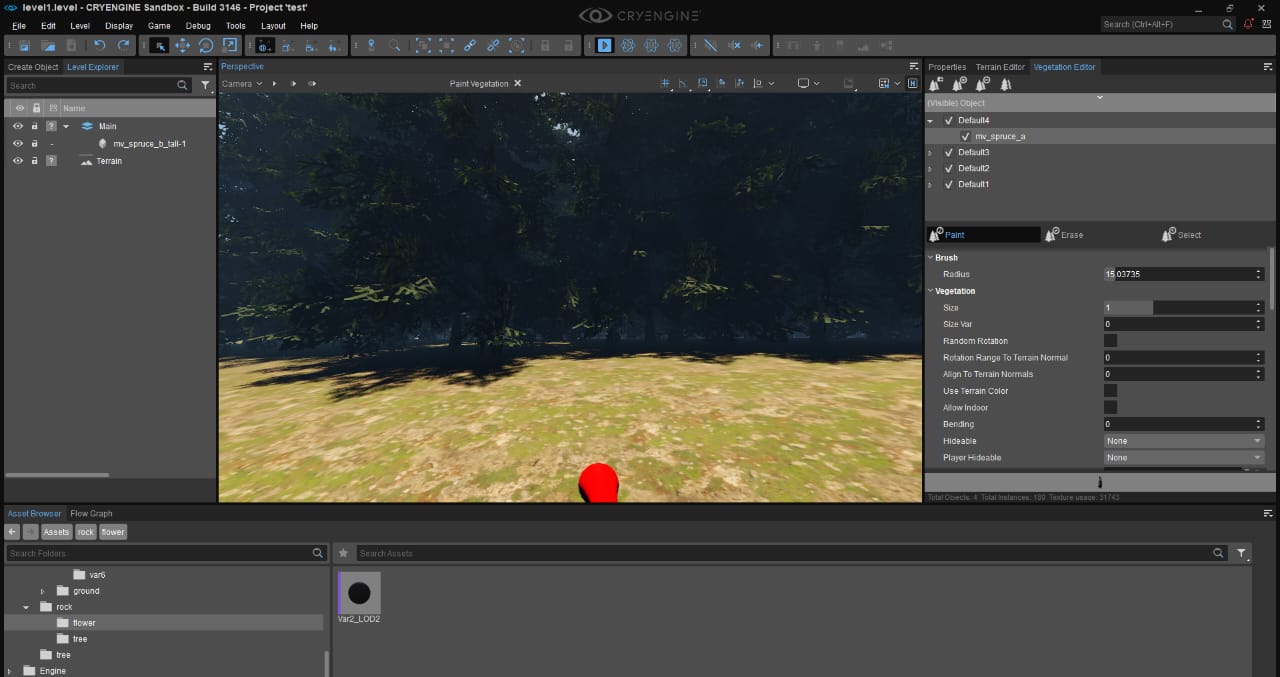 level1.level - CRYENGINE Sandbox - Build 3146 - Project 'test'
CRYENGINE
File Edit Level Display Game Debug Tools Layout Help
Search (Ctrl+Alt+F)
Create Object Level Explorer
Search
Name
Main
mv_spruce_b_tall-1
Terrain
Perspective
Camera
Paint Vegetation
Properties Terrain Editor Vegetation Editor
(Visible) Object
Default4
mv_spruce_a
Default3
Default2
Default1
Paint Erase Select
Brush
Radius 15.03735
Vegetation
Size 1
Size Var 0
Random Rotation
Rotation Range To Terrain Normal 0
Align To Terrain Normals 0
Use Terrain Color
Allow Indoor
Bending 0
Hideable None
Player Hideable None
Total Objects: 4 Total Instances: 180 Texture usage: 31743
Asset Browser Flow Graph
Assets rock flower
Search Folders
Search Assets
var6
ground
rock
flower
tree
tree
Engine
Var2_LOD2